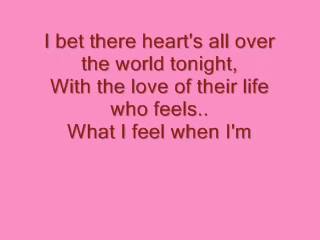 I bet there heart's all over
the world tonight,
With the love of their life
who feels..
What I feel when I'm